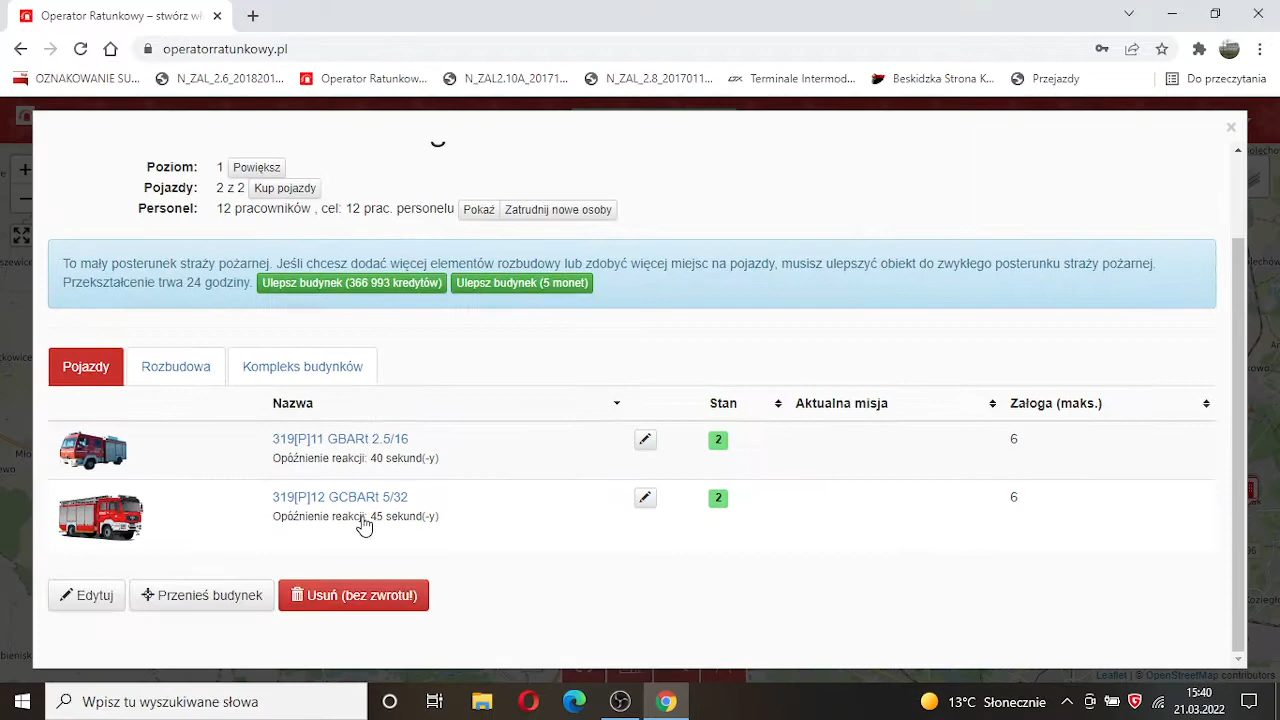 Operator Ratunkowy – stwórz wł
operatorratunkowy.pl
OZNAKOWANIE SU... N_ZAL_2.6_2018201... Operator Ratunkow... N_ZAL2.10A_20171... N_ZAL_2.8_2017011... Terminale Intermod... Beskidzka Strona K... Przejazdy Do przeczytania
Poziom: 1 Powiększ
Pojazdy: 2 z 2 Kup pojazdy
Personel: 12 pracowników , cel: 12 prac. personelu Pokaż Zatrudnij nowe osoby
To mały posterunek straży pożarnej. Jeśli chcesz dodać więcej elementów rozbudowy lub zdobyć więcej miejsc na pojazdy, musisz ulepszyć obiekt do zwykłego posterunku straży pożarnej.
Przekształcenie trwa 24 godziny. Ulepsz budynek (366 993 kredytów) Ulepsz budynek (5 monet)
Pojazdy Rozbudowa Kompleks budynków
Nazwa Stan Aktualna misja Załoga (maks.)
319[P]11 GBARt 2.5/16 2 6
Opóźnienie reakcji: 40 sekund(-y)
319[P]12 GCBARt 5/32 2 6
Opóźnienie reakcji: 45 sekund(-y)
Edytuj Przenieś budynek Usuń (bez zwrotu!)
Leaflet | © OpenStreetMap contributors
Wpisz tu wyszukiwane słowa
13°C Słonecznie
15:40
21.03.2022